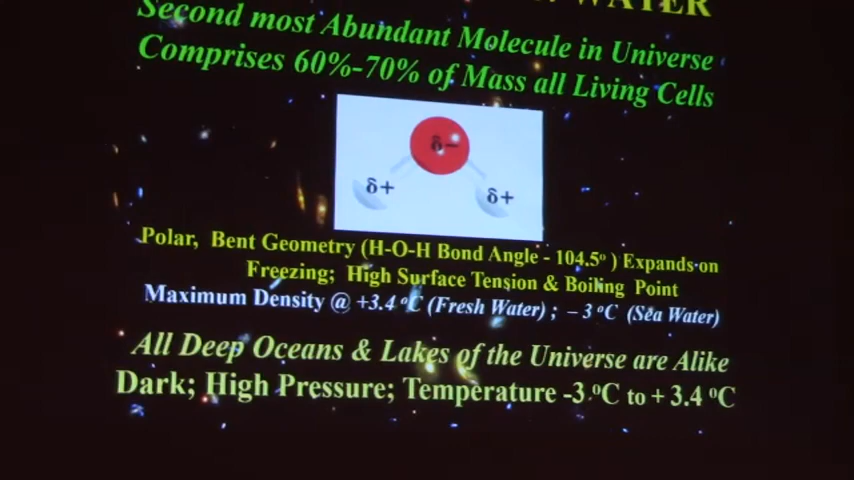 WATER
Second most Abundant Molecule in Universe
Comprises 60%-70% of Mass all Living Cells
δ-
δ+
δ+
Polar, Bent Geometry (H-O-H Bond Angle - 104.5º ) Expands on
Freezing; High Surface Tension & Boiling Point
Maximum Density @ +3.4 ºC (Fresh Water) ; – 3 ºC (Sea Water)
All Deep Oceans & Lakes of the Universe are Alike
Dark; High Pressure; Temperature -3 ºC to + 3.4 ºC